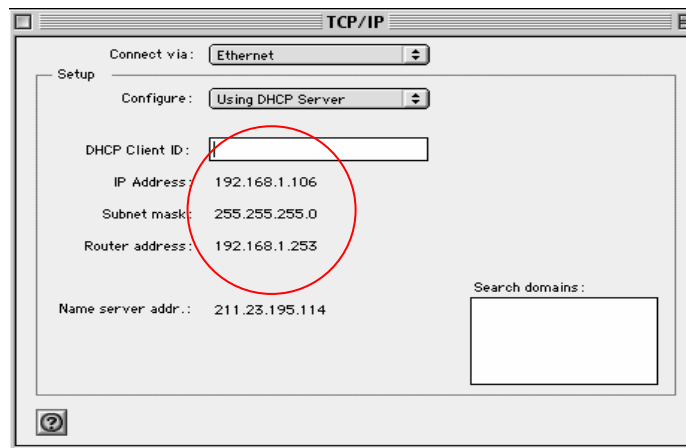 TCP/IP
Connect via: Ethernet
Setup
Configure: Using DHCP Server
DHCP Client ID:
IP Address: 192.168.1.106
Subnet mask: 255.255.255.0
Router address: 192.168.1.253
Search domains:
Name server addr.: 211.23.195.114
?